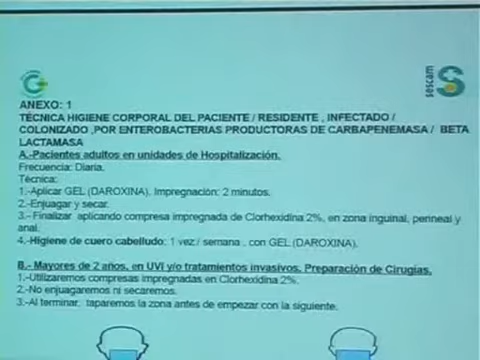 sescam
ANEXO: 1
TÉCNICA HIGIENE CORPORAL DEL PACIENTE / RESIDENTE , INFECTADO /
COLONIZADO ,POR ENTEROBACTERIAS PRODUCTORAS DE CARBAPENEMASA / BETA
LACTAMASA
A.-Pacientes adultos en unidades de Hospitalización.
Frecuencia: Diaria.
Técnica:
1.-Aplicar GEL (DAROXINA). Impregnación: 2 minutos.
2.-Enjuagar y secar.
3.- Finalizar aplicando compresa impregnada de Clorhexidina 2%, en zona inguinal, perineal y
anal.
4.-Higiene de cuero cabelludo: 1 vez / semana , con GEL (DAROXINA).
B.- Mayores de 2 años, en UVI y/o tratamientos invasivos. Preparación de Cirugías.
1.-Utilizaremos compresas impregnadas en Clorhexidina 2%.
2.-No enjuagaremos ni secaremos.
3.-Al terminar, taparemos la zona antes de empezar con la siguiente.